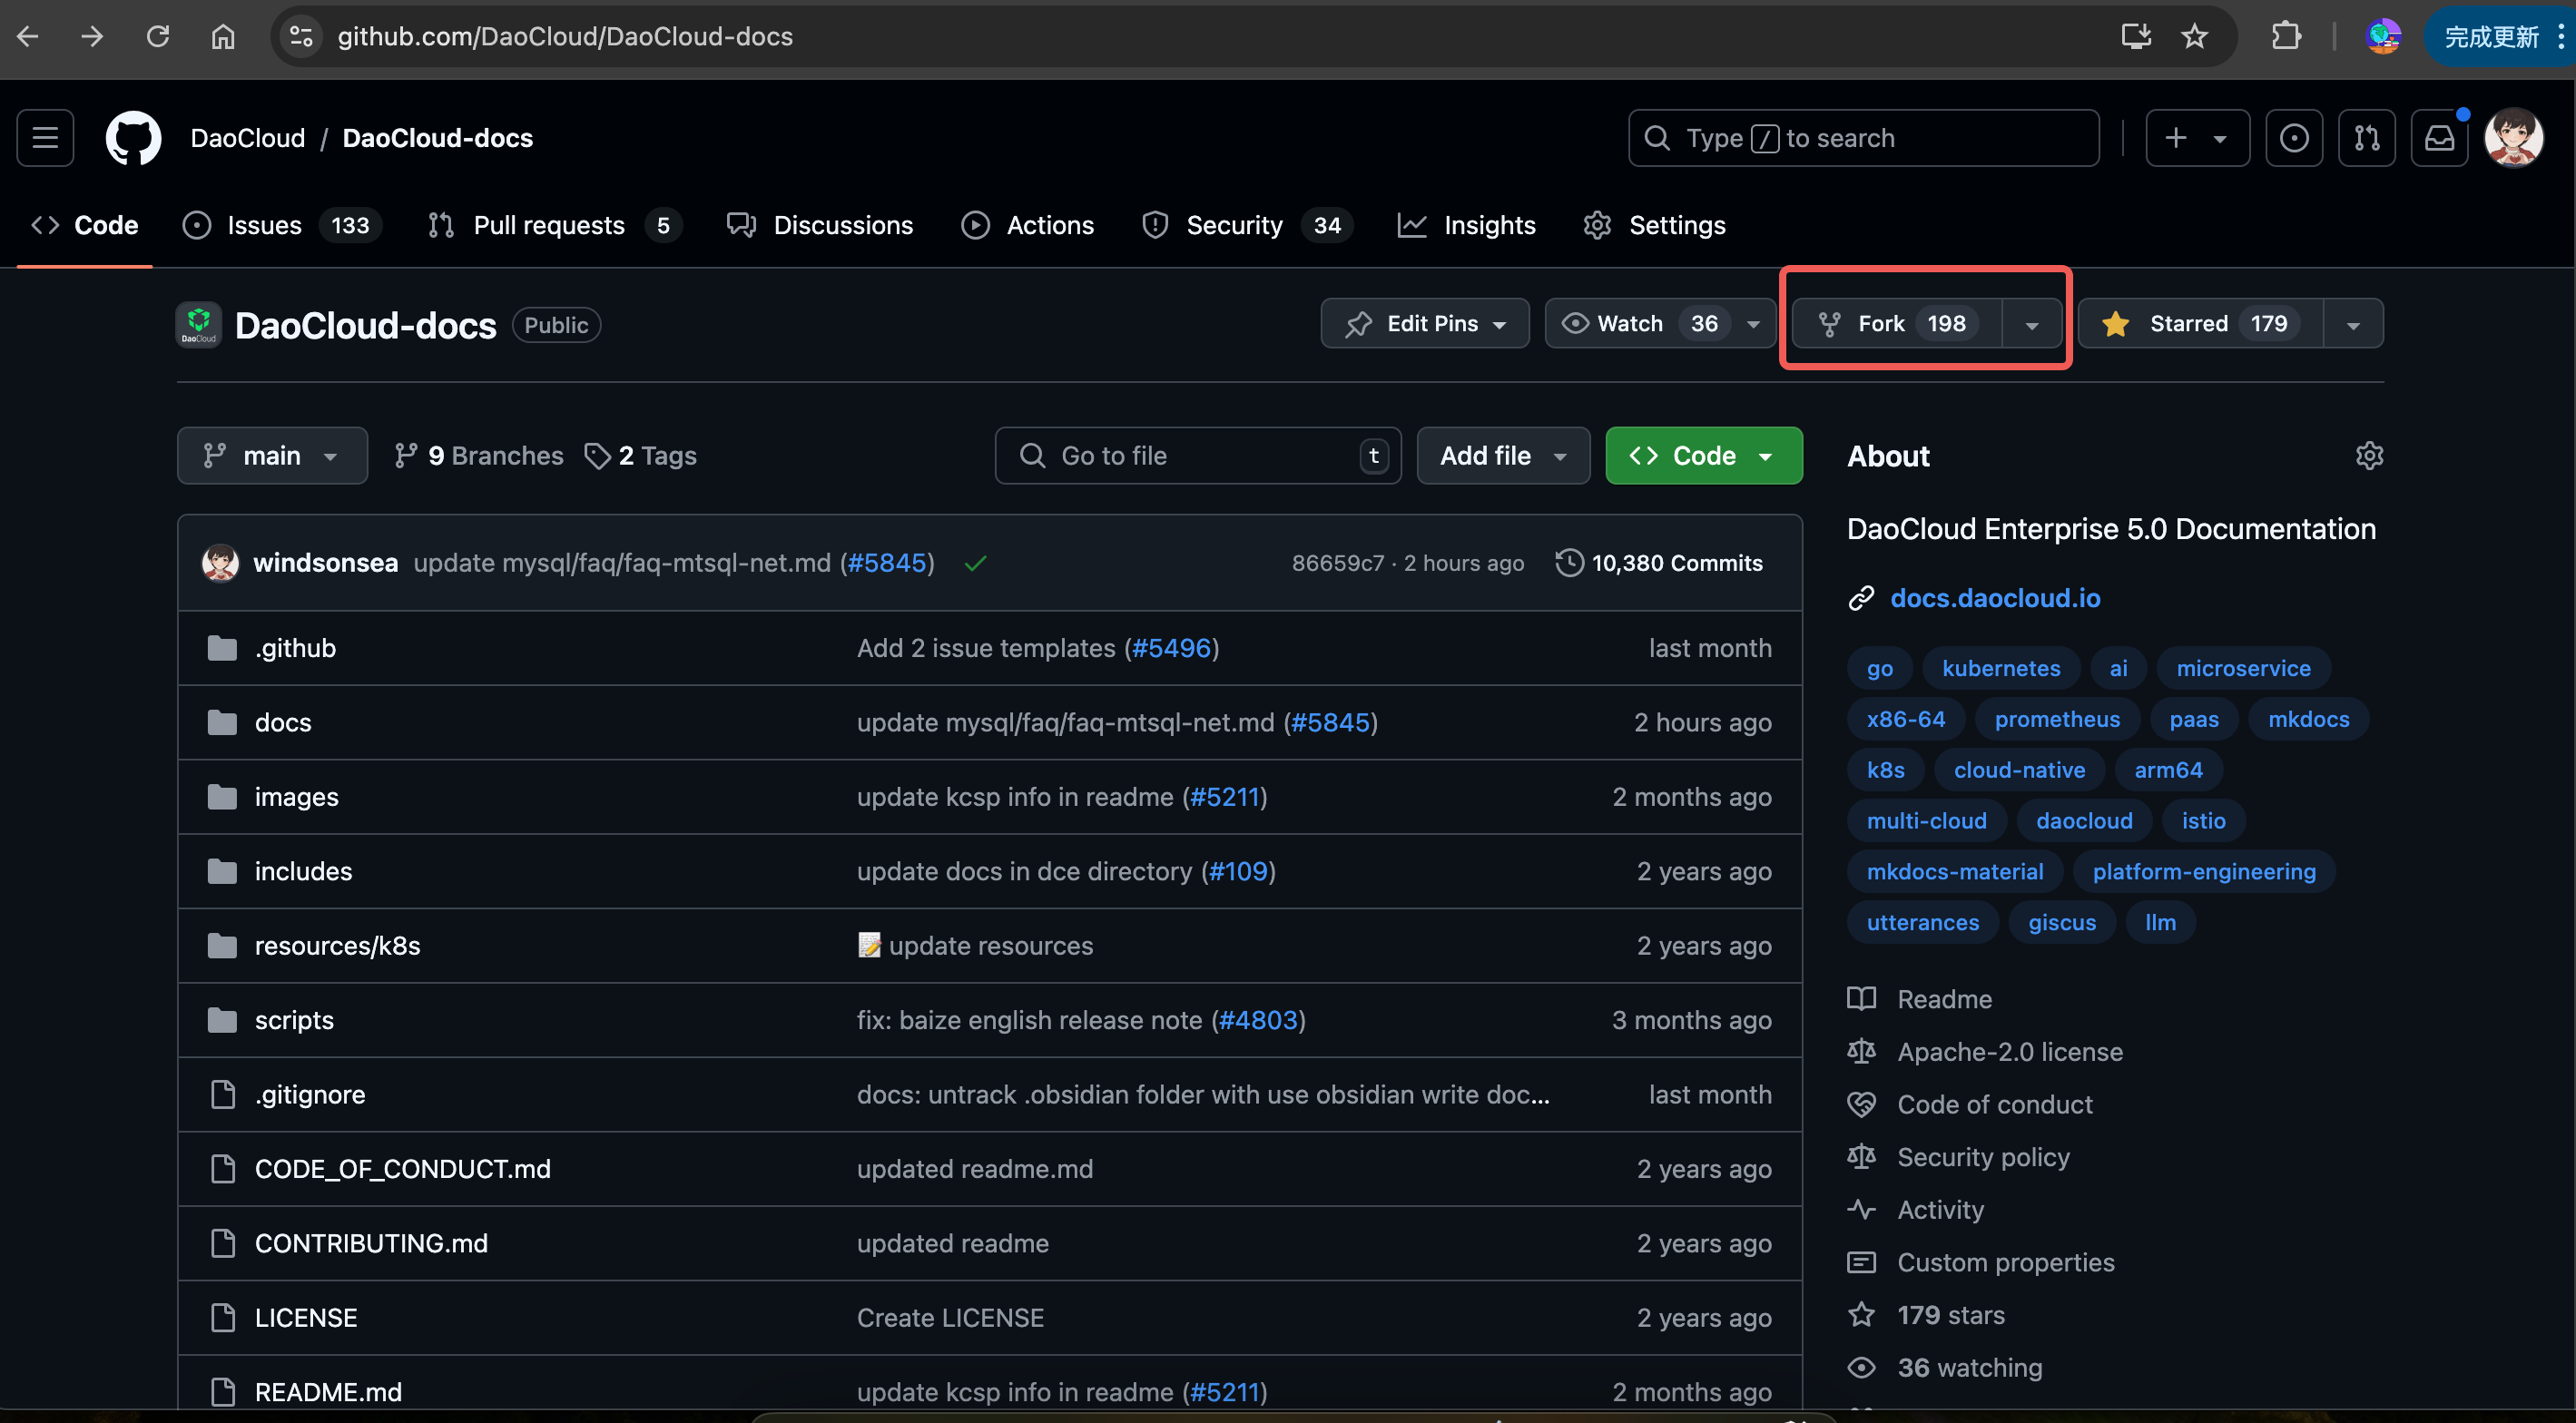 github.com/DaoCloud/DaoCloud-docs
完成更新
DaoCloud / DaoCloud-docs
Type / to search
Code
Issues 133
Pull requests 5
Discussions
Actions
Security 34
Insights
Settings
DaoCloud
DaoCloud-docs
Public
Edit Pins
Watch 36
Fork 198
Starred 179
main
9 Branches
2 Tags
Go to file t
Add file
Code
windsonsea update mysql/faq/faq-mtsql-net.md (#5845)
86659c7 · 2 hours ago
10,380 Commits
.github Add 2 issue templates (#5496) last month
docs update mysql/faq/faq-mtsql-net.md (#5845) 2 hours ago
images update kcsp info in readme (#5211) 2 months ago
includes update docs in dce directory (#109) 2 years ago
resources/k8s 📝 update resources 2 years ago
scripts fix: baize english release note (#4803) 3 months ago
.gitignore docs: untrack .obsidian folder with use obsidian write doc... last month
CODE_OF_CONDUCT.md updated readme.md 2 years ago
CONTRIBUTING.md updated readme 2 years ago
LICENSE Create LICENSE 2 years ago
README.md update kcsp info in readme (#5211) 2 months ago
About
DaoCloud Enterprise 5.0 Documentation
docs.daocloud.io
go kubernetes ai microservice
x86-64 prometheus paas mkdocs
k8s cloud-native arm64
multi-cloud daocloud istio
mkdocs-material platform-engineering
utterances giscus llm
Readme
Apache-2.0 license
Code of conduct
Security policy
Activity
Custom properties
179 stars
36 watching